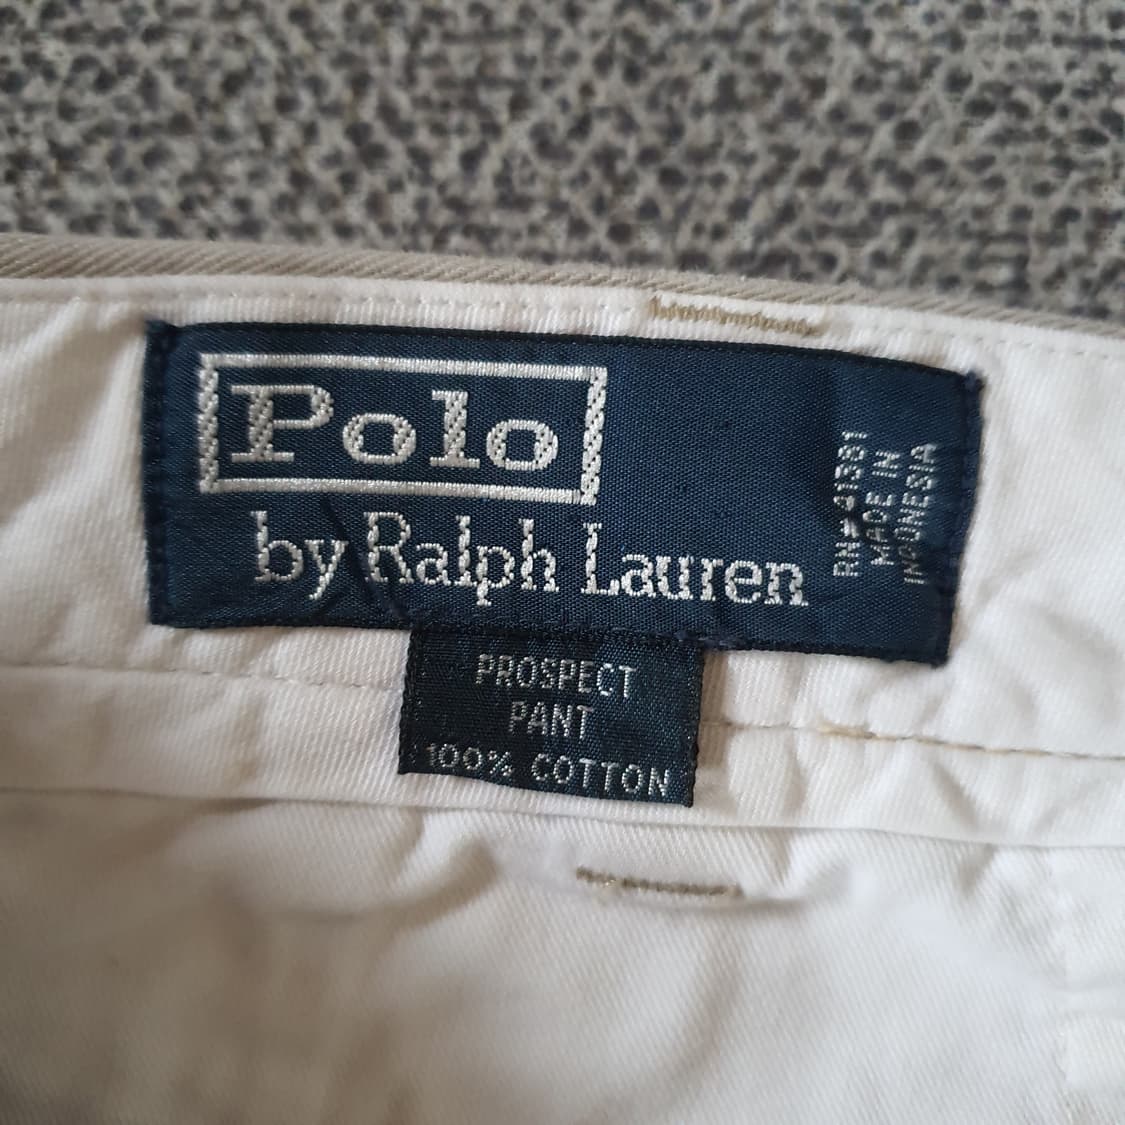 Polo
by Ralph Lauren
RN#41381
MADE IN
INDONESIA
PROSPECT
PANT
100% COTTON